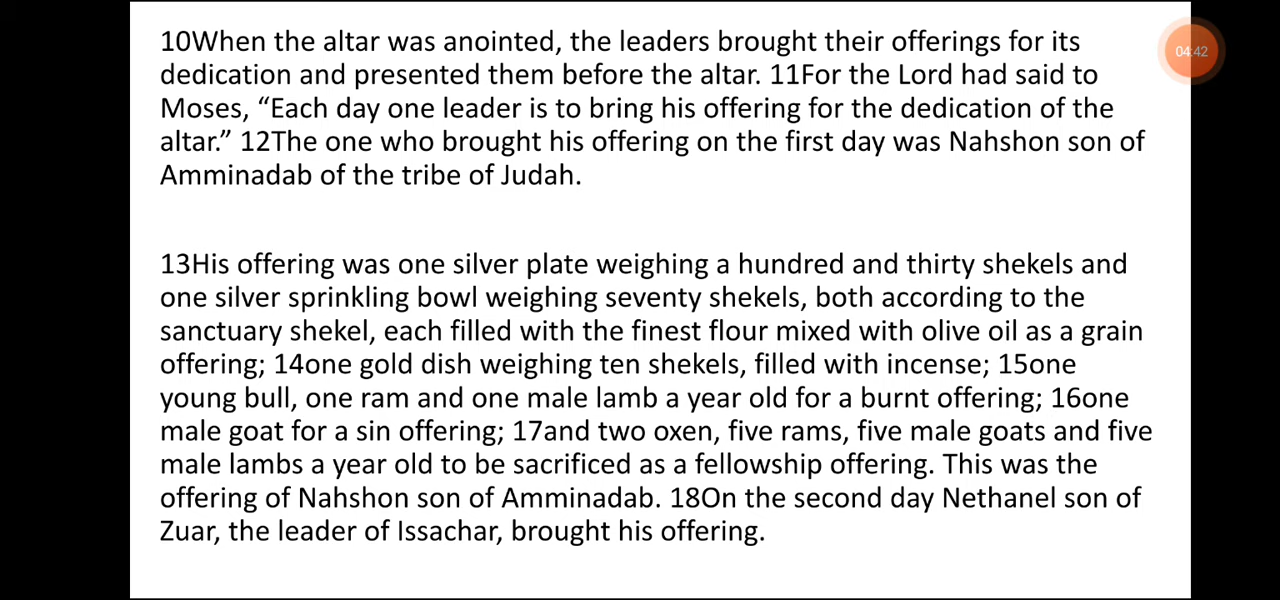 10When the altar was anointed, the leaders brought their offerings for its
dedication and presented them before the altar. 11For the Lord had said to
Moses, “Each day one leader is to bring his offering for the dedication of the
altar.” 12The one who brought his offering on the first day was Nahshon son of
Amminadab of the tribe of Judah.
13His offering was one silver plate weighing a hundred and thirty shekels and
one silver sprinkling bowl weighing seventy shekels, both according to the
sanctuary shekel, each filled with the finest flour mixed with olive oil as a grain
offering; 14one gold dish weighing ten shekels, filled with incense; 15one
young bull, one ram and one male lamb a year old for a burnt offering; 16one
male goat for a sin offering; 17and two oxen, five rams, five male goats and five
male lambs a year old to be sacrificed as a fellowship offering. This was the
offering of Nahshon son of Amminadab. 18On the second day Nethanel son of
Zuar, the leader of Issachar, brought his offering.
04:42